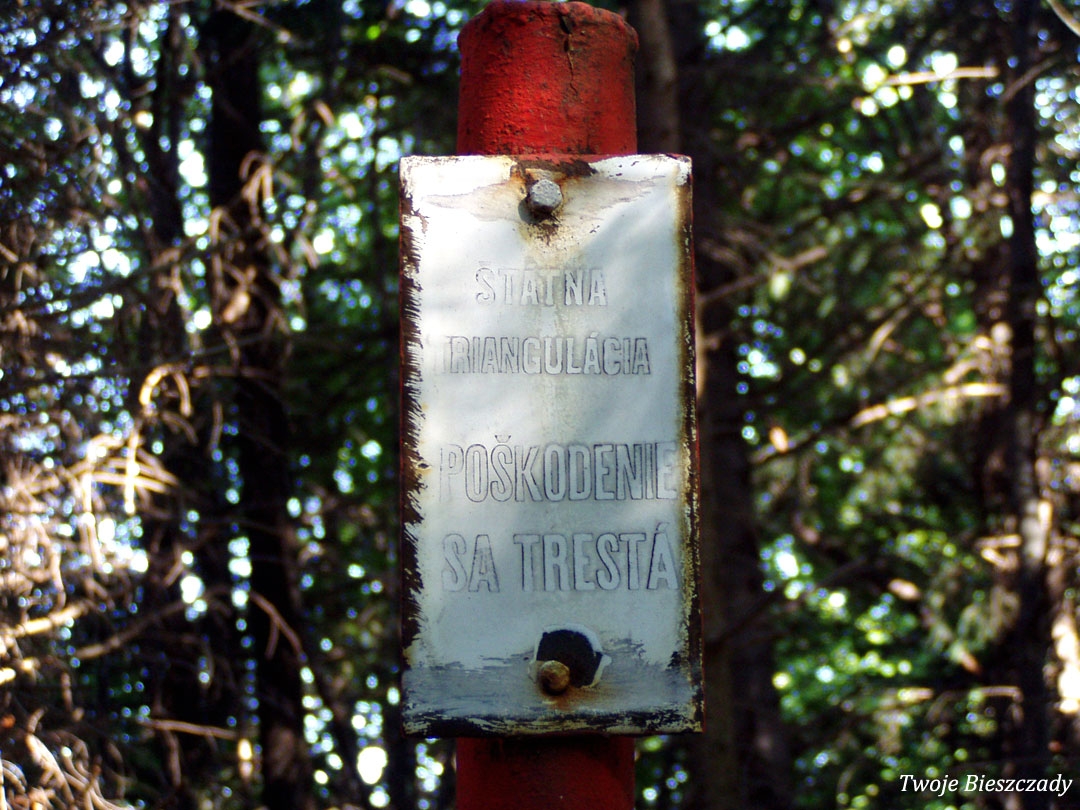 ŠTÁTNA
TRIANGULÁCIA
POŠKODENIE
SA TRESTÁ
Twoje Bieszczady